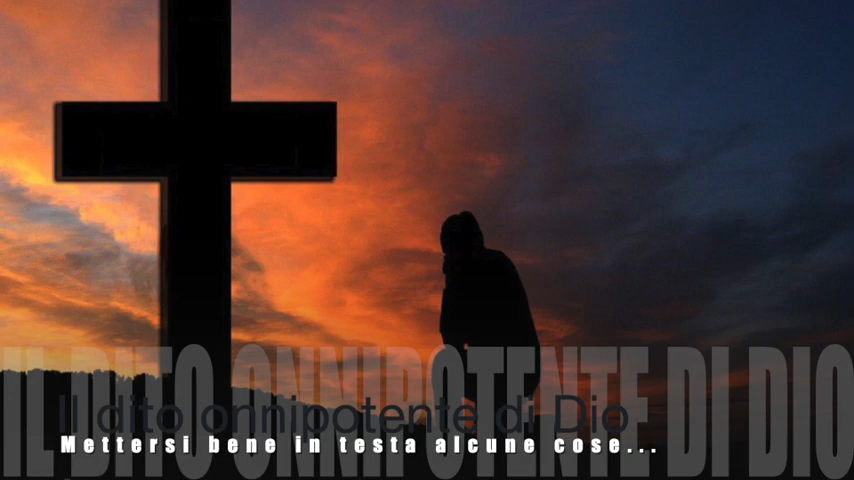 IL DITO ONNIPOTENTE DI DIO
Il dito onnipotente di Dio
Mettersi bene in testa alcune cose...